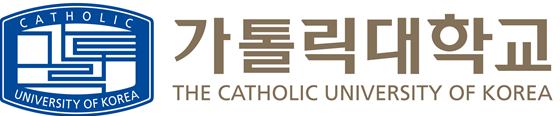 CATHOLIC
UNIVERSITY OF KOREA
가톨릭대학교
THE CATHOLIC UNIVERSITY OF KOREA